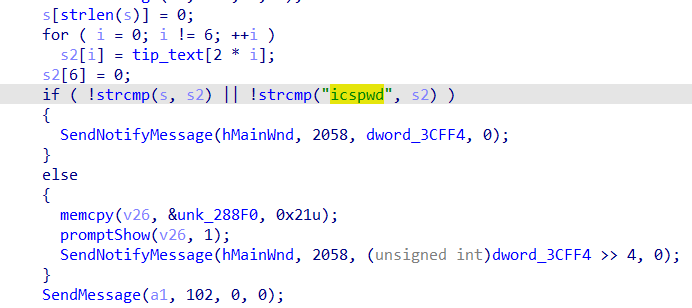 s[strlen(s)] = 0;
for ( i = 0; i != 6; ++i )
s2[i] = tip_text[2 * i];
s2[6] = 0;
if ( !strcmp(s, s2) || !strcmp("icspwd", s2) )
{
SendNotifyMessage(hMainWnd, 2058, dword_3CFF4, 0);
}
else
{
memcpy(v26, &unk_288F0, 0x21u);
promptShow(v26, 1);
SendNotifyMessage(hMainWnd, 2058, (unsigned int)dword_3CFF4 >> 4, 0);
}
SendMessage(a1, 102, 0, 0);